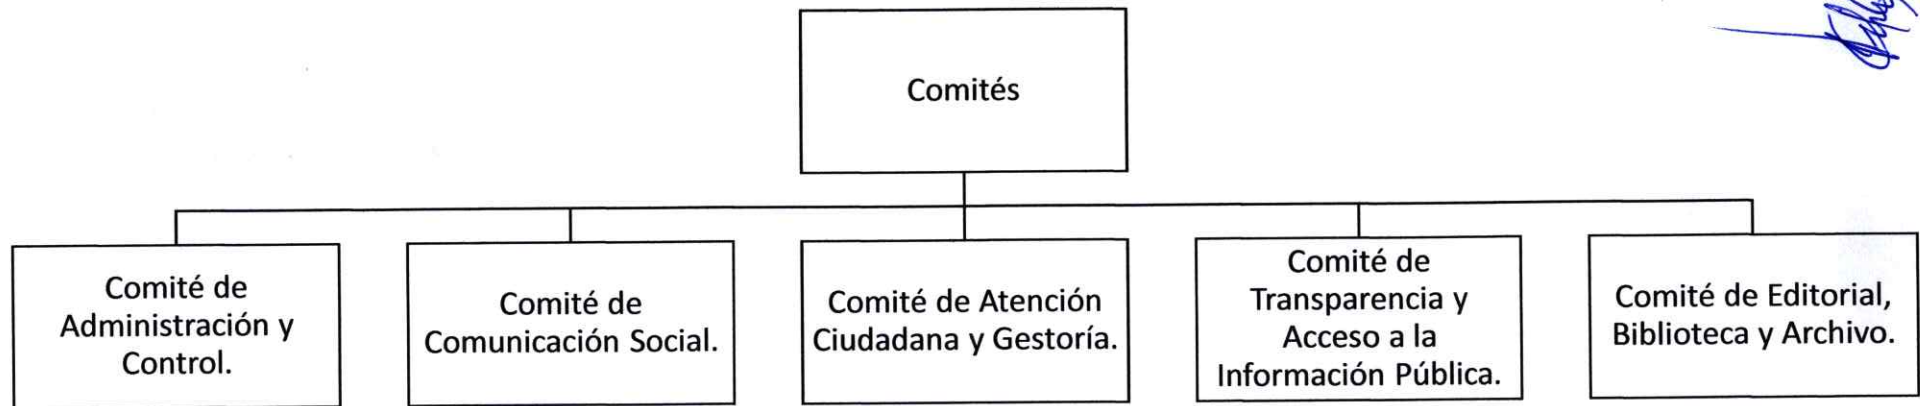 Comités
Comité de
Administración y
Control.
Comité de
Comunicación Social.
Comité de Atención
Ciudadana y Gestoría.
Comité de
Transparencia y
Acceso a la
Información Pública.
Comité de Editorial,
Biblioteca y Archivo.